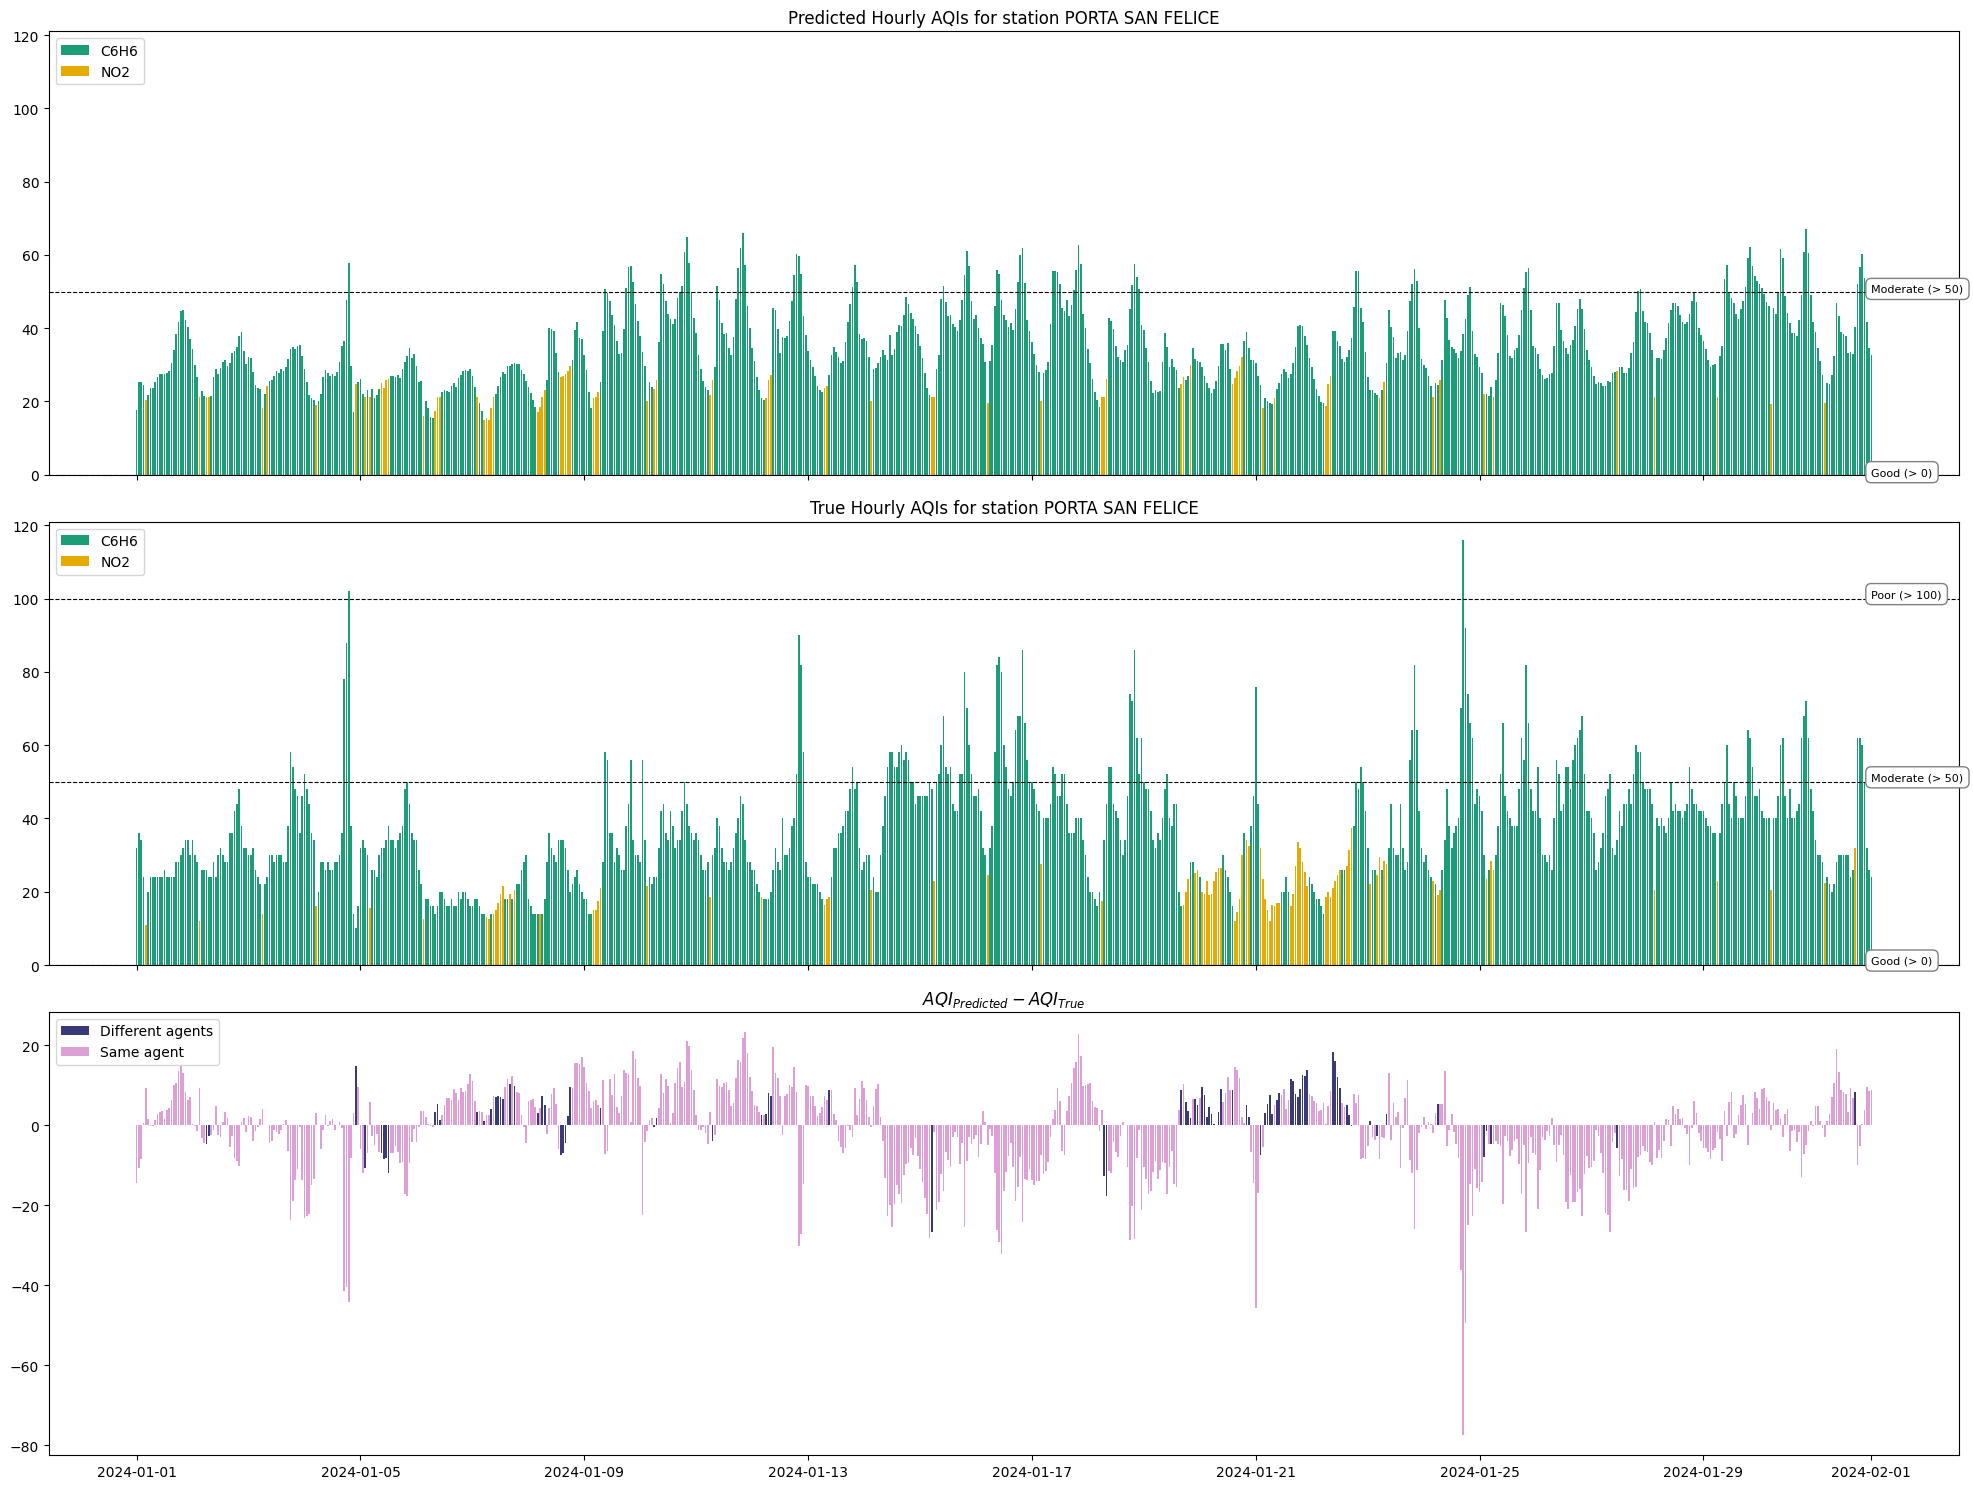 Predicted Hourly AQIs for station PORTA SAN FELICE
120
100
80
60
40
20
0
C6H6
NO2
Moderate (> 50)
Good (> 0)
True Hourly AQIs for station PORTA SAN FELICE
120
100
80
60
40
20
0
C6H6
NO2
Poor (> 100)
Moderate (> 50)
Good (> 0)
AQI_Predicted − AQI_True
20
0
−20
−40
−60
−80
Different agents
Same agent
2024-01-01
2024-01-05
2024-01-09
2024-01-13
2024-01-17
2024-01-21
2024-01-25
2024-01-29
2024-02-01